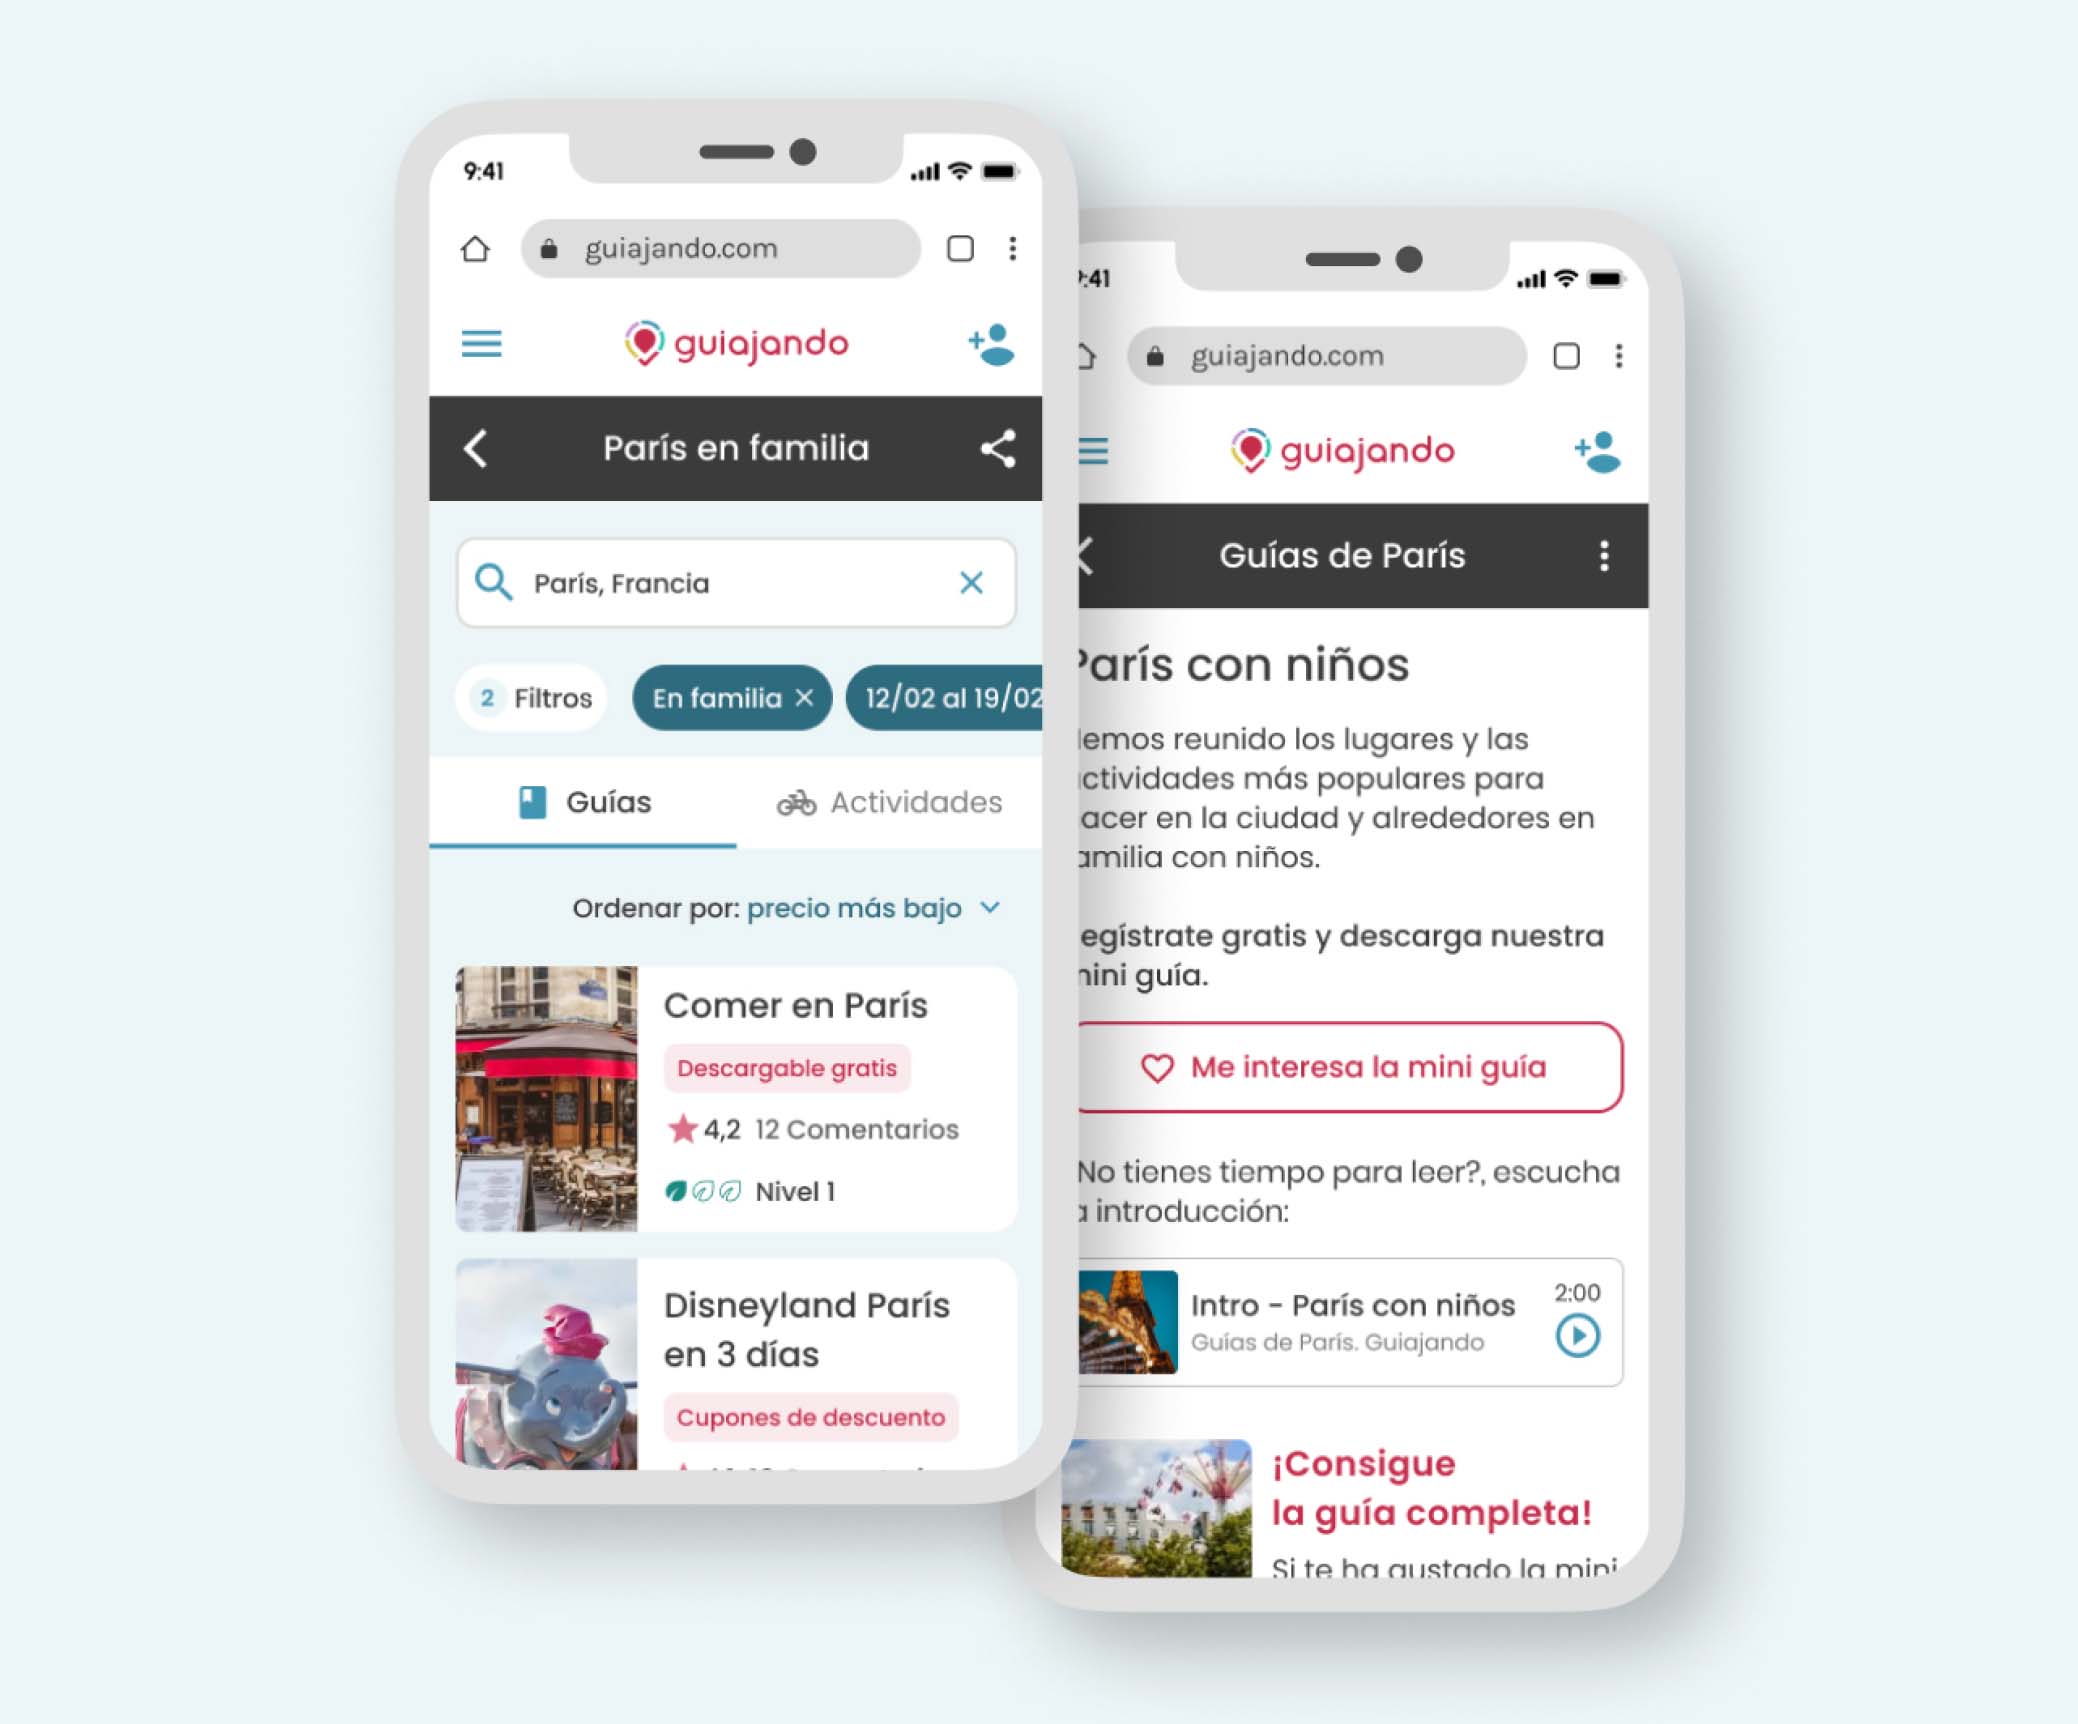 9:41
guiajando.com
guiajando
París en familia
París, Francia
2 Filtros
En familia
12/02 al 19/02
Guías
Actividades
Ordenar por: precio más bajo
Comer en París
Descargable gratis
4,2 12 Comentarios
Nivel 1
Disneyland París
en 3 días
Cupones de descuento
:41
guiajando.com
guiajando
Guías de París
París con niños
emos reunido los lugares y las
ctividades más populares para
acer en la ciudad y alrededores en
amilia con niños.
egístrate gratis y descarga nuestra
mini guía.
Me interesa la mini guía
No tienes tiempo para leer?, escucha
a introducción:
Intro - París con niños
2:00
Guías de París. Guiajando
¡Consigue
la guía completa!
Si te ha gustado la mini